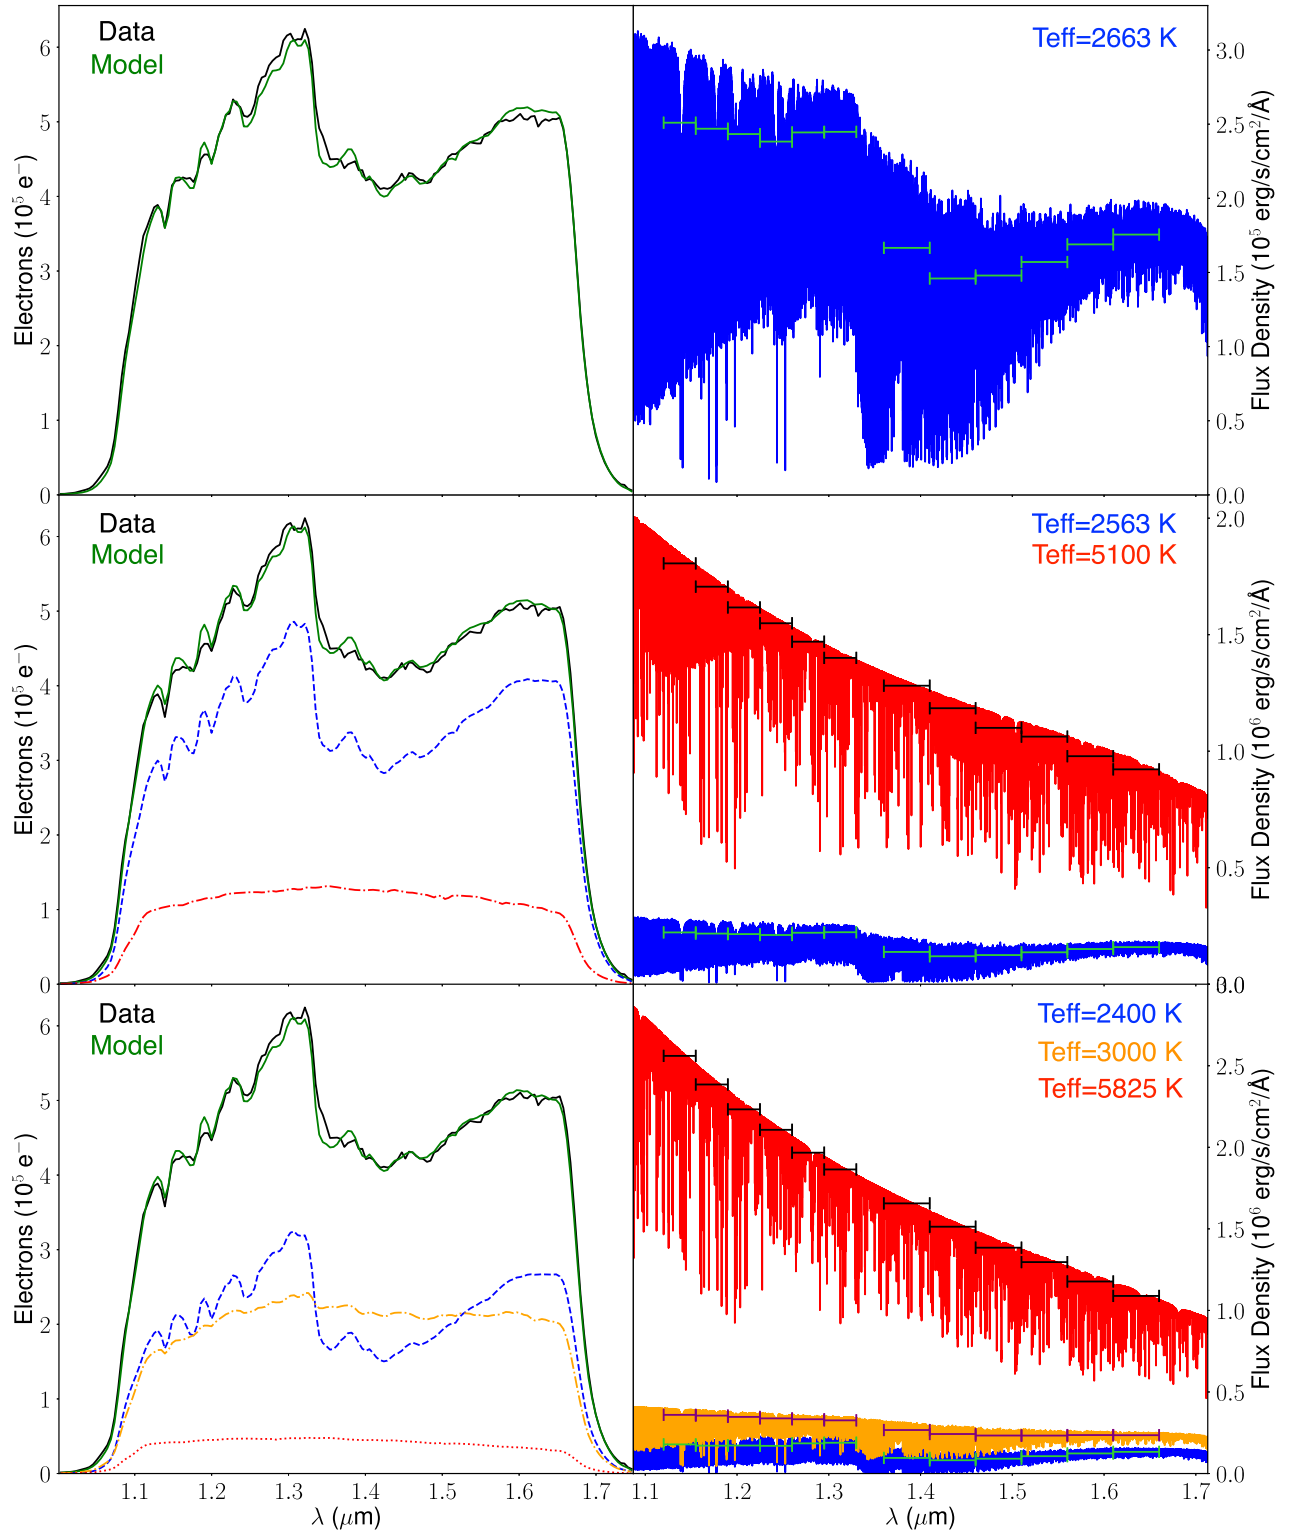 Data
Model
Teff=2663 K
Electrons (10⁵ e⁻)
6
5
4
3
2
1
0
3.0
2.5
2.0
1.5
1.0
0.5
0.0
Flux Density (10⁵ erg/s/cm²/Å)
Data
Model
Teff=2563 K
Teff=5100 K
Electrons (10⁵ e⁻)
6
5
4
3
2
1
0
2.0
1.5
1.0
0.5
0.0
Flux Density (10⁶ erg/s/cm²/Å)
Data
Model
Teff=2400 K
Teff=3000 K
Teff=5825 K
Electrons (10⁵ e⁻)
6
5
4
3
2
1
0
3.0
2.5
2.0
1.5
1.0
0.5
0.0
Flux Density (10⁶ erg/s/cm²/Å)
1.1 1.2 1.3 1.4 1.5 1.6 1.7
1.1 1.2 1.3 1.4 1.5 1.6 1.7
λ (μm)
λ (μm)